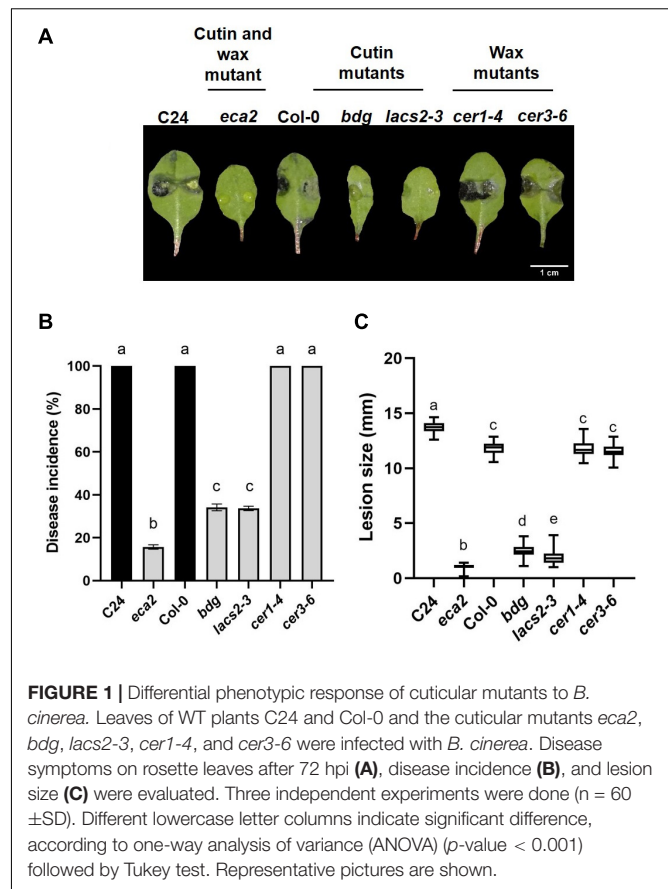 A
Cutin and
wax
mutant
Cutin
mutants
Wax
mutants
C24 eca2 Col-0 bdg lacs2-3 cer1-4 cer3-6
1 cm
B
Disease incidence (%)
100
80
60
40
20
0
a b a c c a a
C24 eca2 Col-0 bdg lacs2-3 cer1-4 cer3-6
C
Lesion size (mm)
20
15
10
5
0
a b c d e c c
C24 eca2 Col-0 bdg lacs2-3 cer1-4 cer3-6
FIGURE 1 | Differential phenotypic response of cuticular mutants to B.
cinerea. Leaves of WT plants C24 and Col-0 and the cuticular mutants eca2,
bdg, lacs2-3, cer1-4, and cer3-6 were infected with B. cinerea. Disease
symptoms on rosette leaves after 72 hpi (A), disease incidence (B), and lesion
size (C) were evaluated. Three independent experiments were done (n = 60
±SD). Different lowercase letter columns indicate significant difference,
according to one-way analysis of variance (ANOVA) (p-value < 0.001)
followed by Tukey test. Representative pictures are shown.